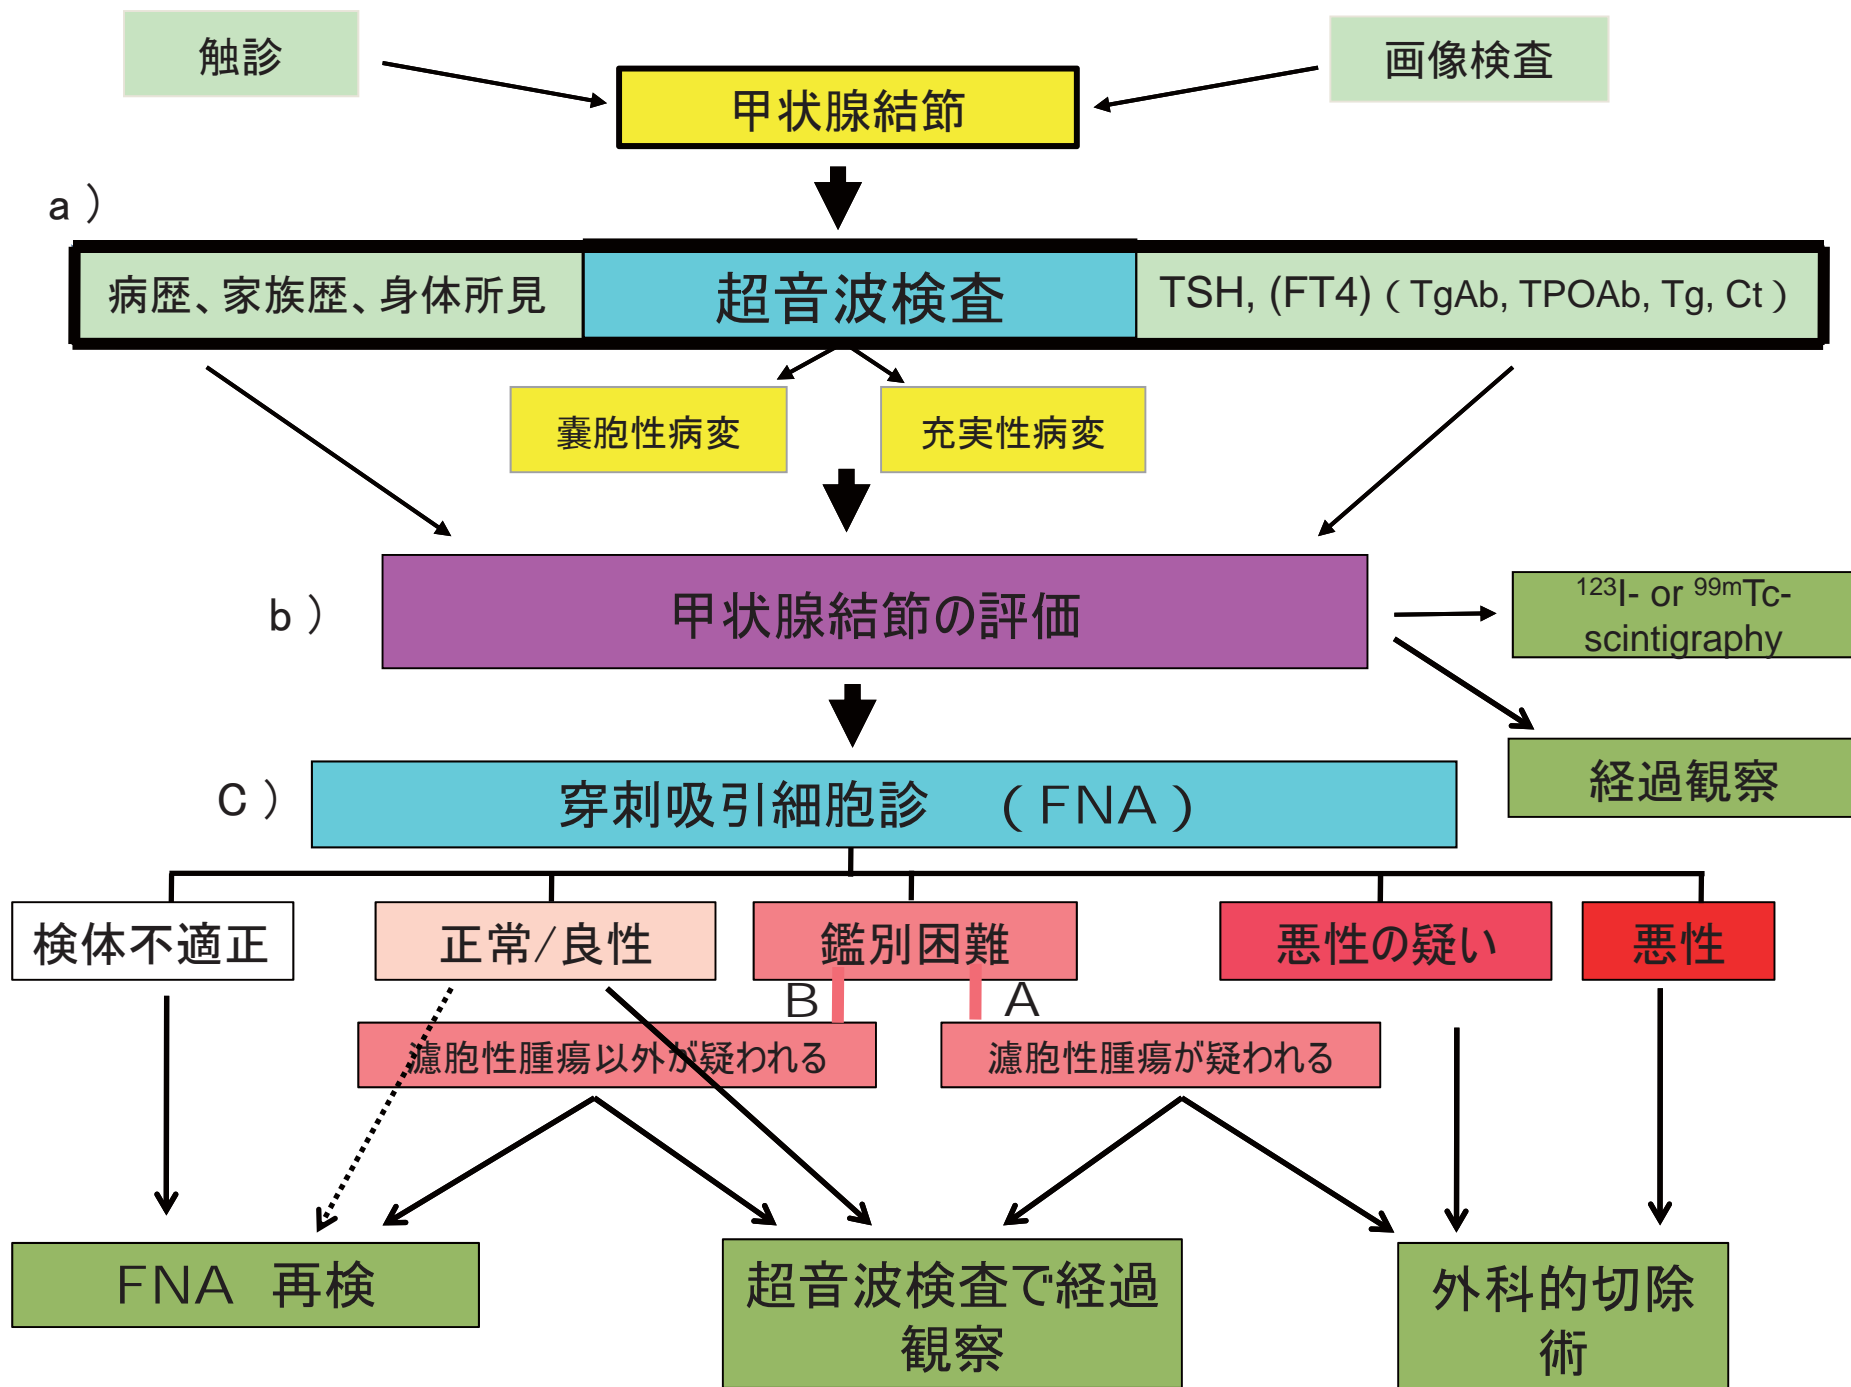 触診
画像検査
甲状腺結節
a )
病歴、家族歴、身体所見
超音波検査
TSH, (FT4) ( TgAb, TPOAb, Tg, Ct )
嚢胞性病変
充実性病変
b )
甲状腺結節の評価
123I- or 99mTc-
scintigraphy
経過観察
C )
穿刺吸引細胞診 (FNA)
検体不適正
正常/良性
鑑別困難
悪性の疑い
悪性
B
A
濾胞性腫瘍以外が疑われる
濾胞性腫瘍が疑われる
FNA 再検
超音波検査で経過
観察
外科的切除
術